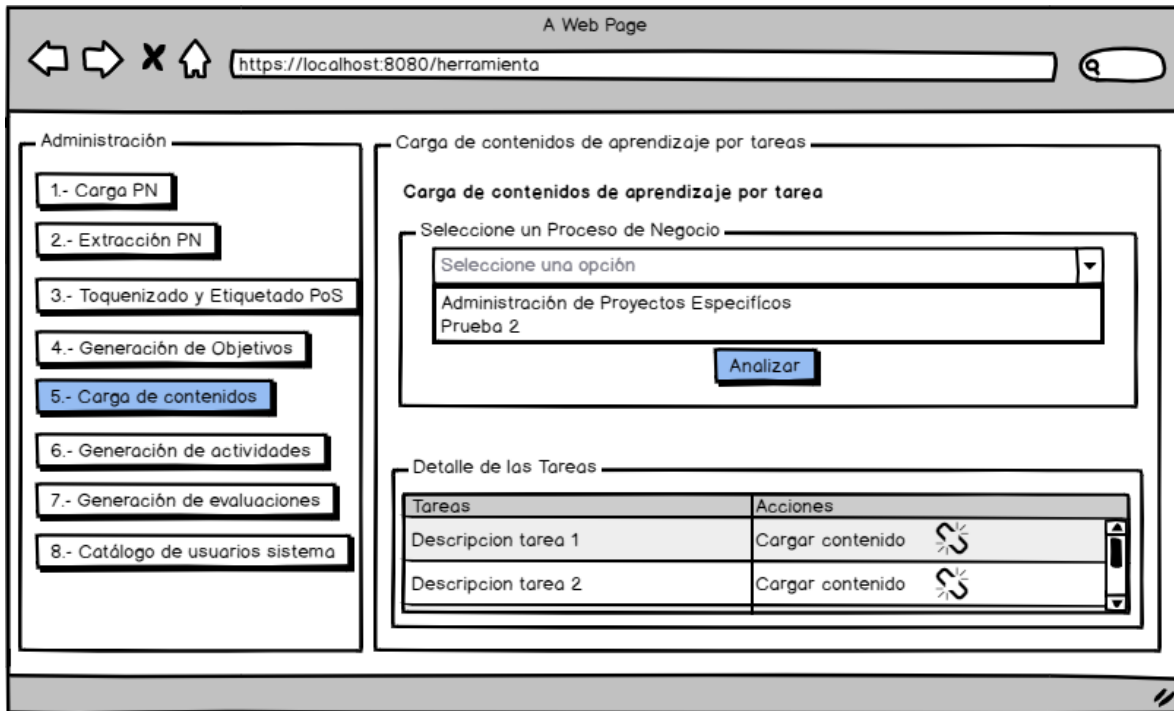 A Web Page
https://localhost:8080/herramienta
Administración
1.- Carga PN
2.- Extracción PN
3.- Toquenizado y Etiquetado PoS
4.- Generación de Objetivos
5.- Carga de contenidos
6.- Generación de actividades
7.- Generación de evaluaciones
8.- Catálogo de usuarios sistema
Carga de contenidos de aprendizaje por tareas
Carga de contenidos de aprendizaje por tarea
Seleccione un Proceso de Negocio
Seleccione una opción
Administración de Proyectos Especifícos
Prueba 2
Analizar
Detalle de las Tareas
Tareas Acciones
Descripcion tarea 1 Cargar contenido
Descripcion tarea 2 Cargar contenido